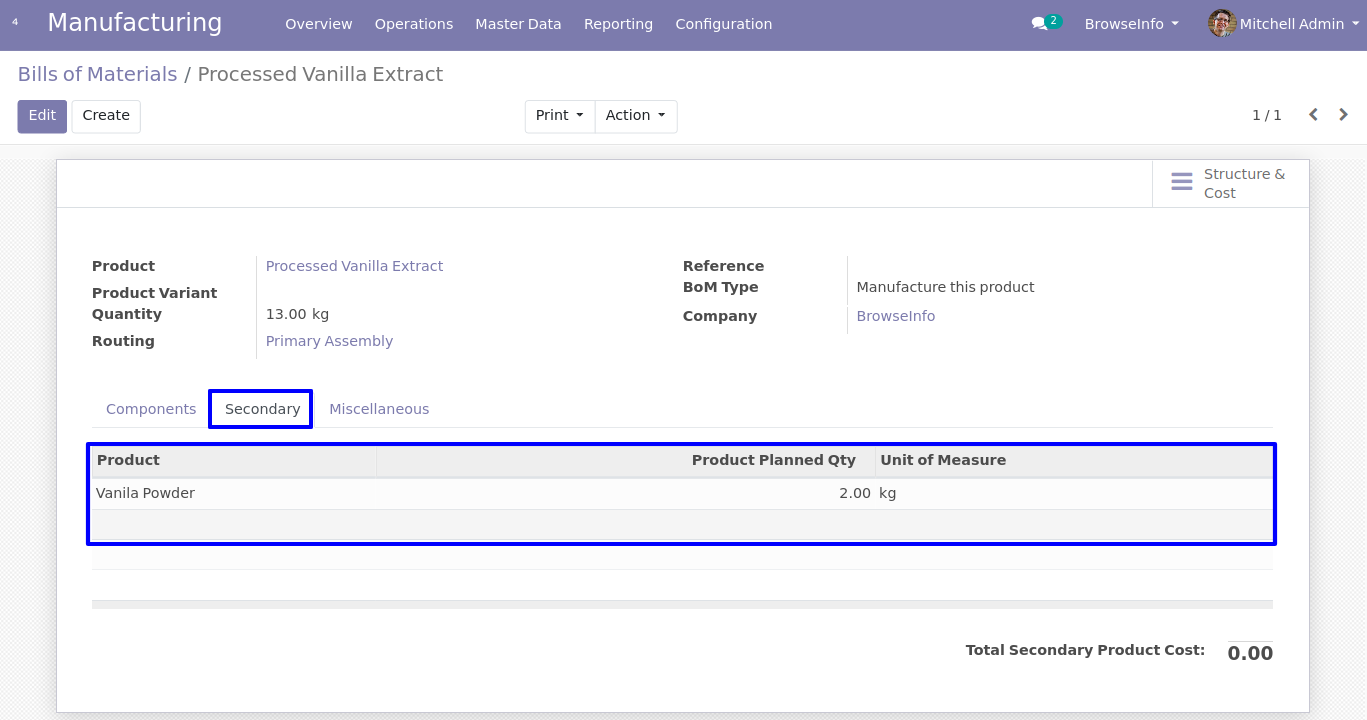 Manufacturing Overview Operations Master Data Reporting Configuration 2 BrowseInfo Mitchell Admin
Bills of Materials / Processed Vanilla Extract
Edit Create Print Action 1 / 1
Structure &
Cost
Product Processed Vanilla Extract
Product Variant
Quantity 13.00 kg
Routing Primary Assembly
Reference
BoM Type Manufacture this product
Company BrowseInfo
Components Secondary Miscellaneous
Product Product Planned Qty Unit of Measure
Vanila Powder 2.00 kg
Total Secondary Product Cost: 0.00